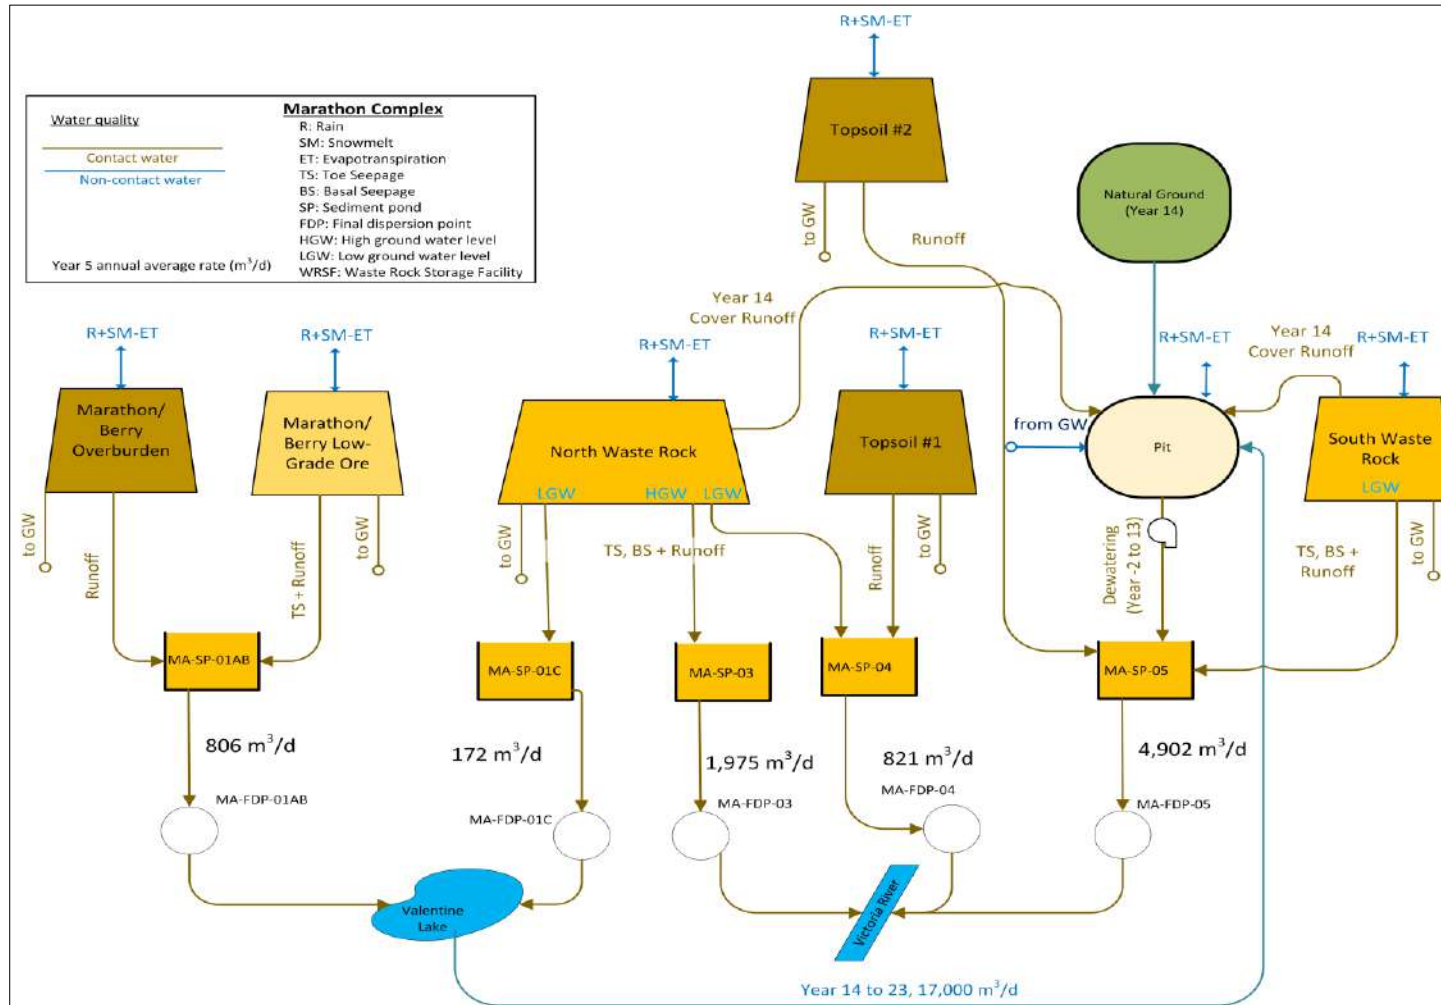 R+SM-ET
Water quality
Contact water
Non-contact water
Year 5 annual average rate (m³/d)
Marathon Complex
R: Rain
SM: Snowmelt
ET: Evapotranspiration
TS: Toe Seepage
BS: Basal Seepage
SP: Sediment pond
FDP: Final dispersion point
HGW: High ground water level
LGW: Low ground water level
WRSF: Waste Rock Storage Facility
Topsoil #2
to GW
Runoff
Natural Ground
(Year 14)
Year 14
Cover Runoff
R+SM-ET
R+SM-ET
R+SM-ET
R+SM-ET
R+SM-ET
Year 14
Cover Runoff
R+SM-ET
Marathon/
Berry
Overburden
Marathon/
Berry Low-
Grade Ore
North Waste Rock
LGW
HGW
LGW
Topsoil #1
from GW
Pit
South Waste
Rock
LGW
to GW
Runoff
TS + Runoff
to GW
to GW
TS, BS + Runoff
Runoff
to GW
Dewatering
(Year -2 to 13)
TS, BS +
Runoff
to GW
MA-SP-01AB
MA-SP-01C
MA-SP-03
MA-SP-04
MA-SP-05
806 m³/d
172 m³/d
1,975 m³/d
821 m³/d
4,902 m³/d
MA-FDP-01AB
MA-FDP-01C
MA-FDP-03
MA-FDP-04
MA-FDP-05
Valentine
Lake
Victoria River
Year 14 to 23, 17,000 m³/d